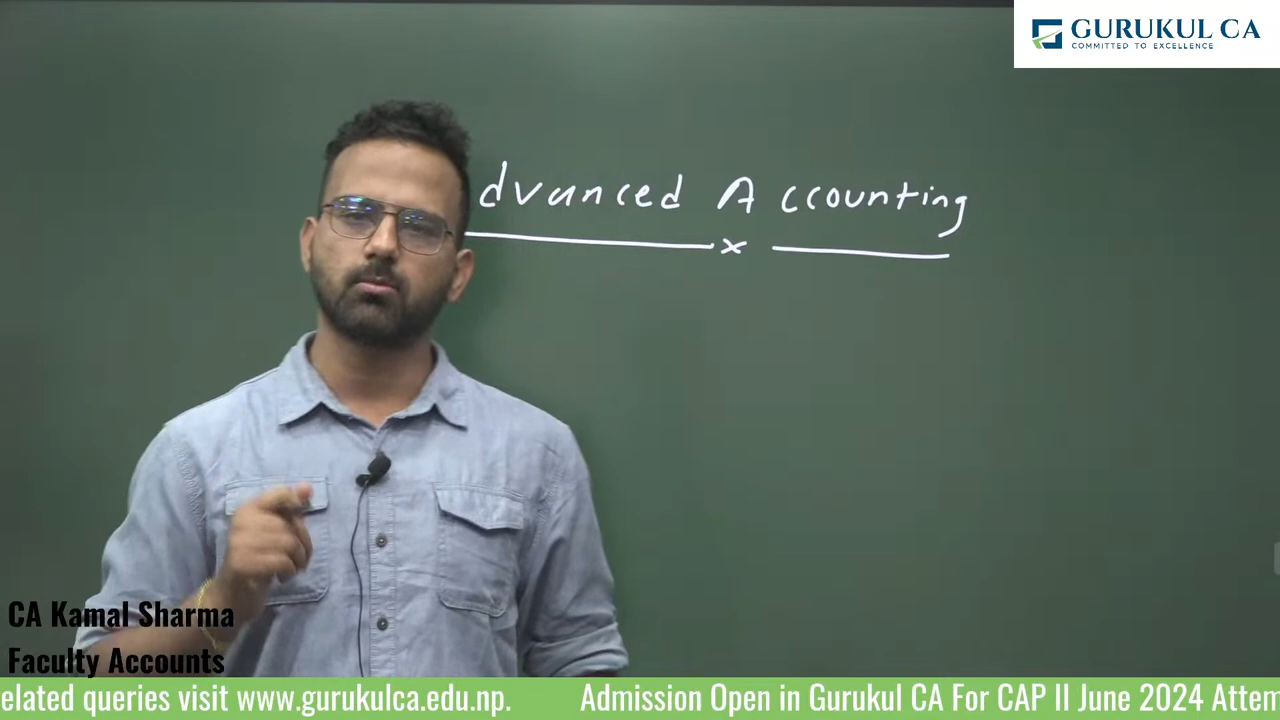 GURUKUL CA
COMMITTED TO EXCELLENCE
dvanced Accounting
x
CA Kamal Sharma
Faculty Accounts
elated queries visit www.gurukulca.edu.np. Admission Open in Gurukul CA For CAP II June 2024 Attem